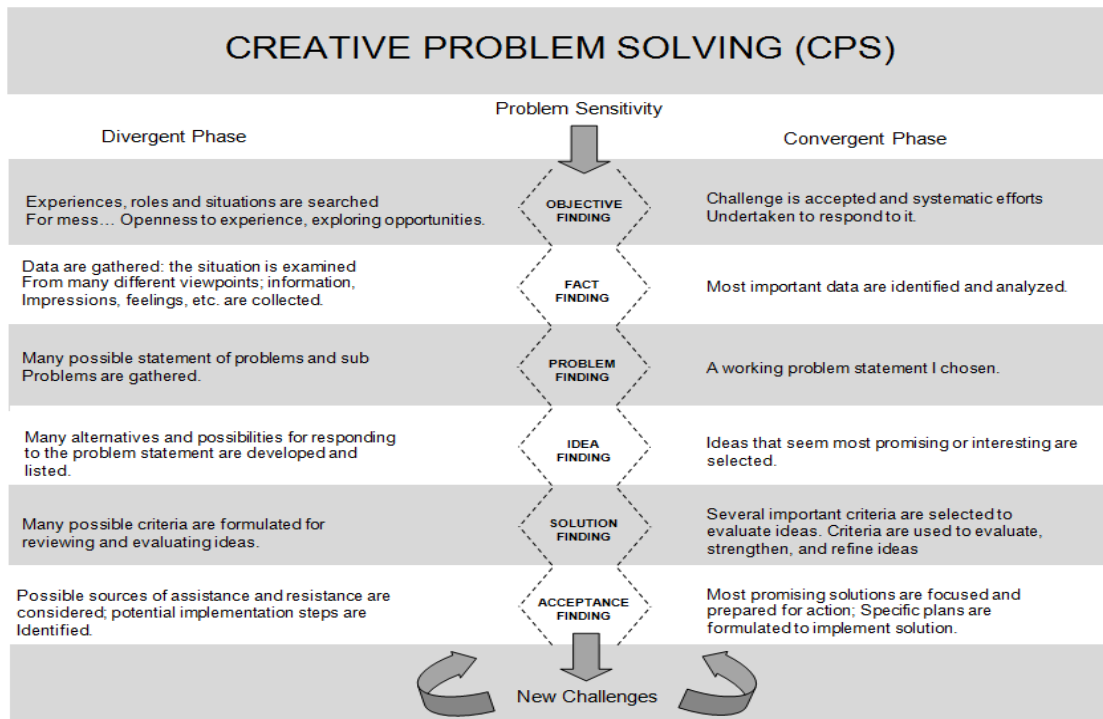 CREATIVE PROBLEM SOLVING (CPS)
Problem Sensitivity
Divergent Phase
Convergent Phase
Experiences, roles and situations are searched
For mess... Openness to experience, exploring opportunities.
OBJECTIVE
FINDING
Challenge is accepted and systematic efforts
Undertaken to respond to it.
Data are gathered: the situation is examined
From many different viewpoints; information,
Impressions, feelings, etc. are collected.
FACT
FINDING
Most important data are identified and analyzed.
Many possible statement of problems and sub
Problems are gathered.
PROBLEM
FINDING
A working problem statement I chosen.
Many alternatives and possibilities for responding
to the problem statement are developed and
listed.
IDEA
FINDING
Ideas that seem most promising or interesting are
selected.
Many possible criteria are formulated for
reviewing and evaluating ideas.
SOLUTION
FINDING
Several important criteria are selected to
evaluate ideas. Criteria are used to evaluate,
strengthen, and refine ideas
Possible sources of assistance and resistance are
considered; potential implementation steps are
Identified.
ACCEPTANCE
FINDING
Most promising solutions are focused and
prepared for action; Specific plans are
formulated to implement solution.
New Challenges